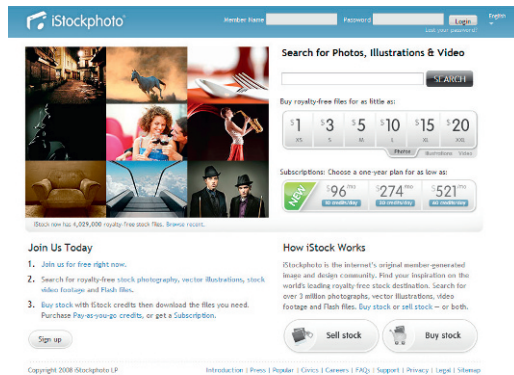 iStockphoto
Member Name Password Login English
Lost your password?
Search for Photos, Illustrations & Video
SEARCH
Buy royalty-free files for as little as:
$1 $3 $5 $10 $15 $20
XS S M L XL XXL
Photos Illustrations Video
Subscriptions: Choose a one-year plan for as low as:
NEW $96/mo $274/mo $521/mo
iStock now has 4,029,000 royalty-free stock files. Browse recent.
Join Us Today
1. Join us for free right now.
2. Search for royalty-free stock photography, vector illustrations, stock
video footage and Flash files.
3. Buy stock with iStock credits then download the files you need.
Purchase Pay-as-you-go credits, or get a Subscription.
Sign up
How iStock Works
iStockphoto is the internet's original member-generated
image and design community. Find your inspiration on the
world's leading royalty-free stock destination. Search for
over 3 million photographs, vector illustrations, video
footage and Flash files. Buy stock or sell stock — or both.
Sell stock Buy stock
Copyright 2008 iStockphoto LP
Introduction | Press | Popular | Civics | Careers | FAQs | Support | Privacy | Legal | Sitemap